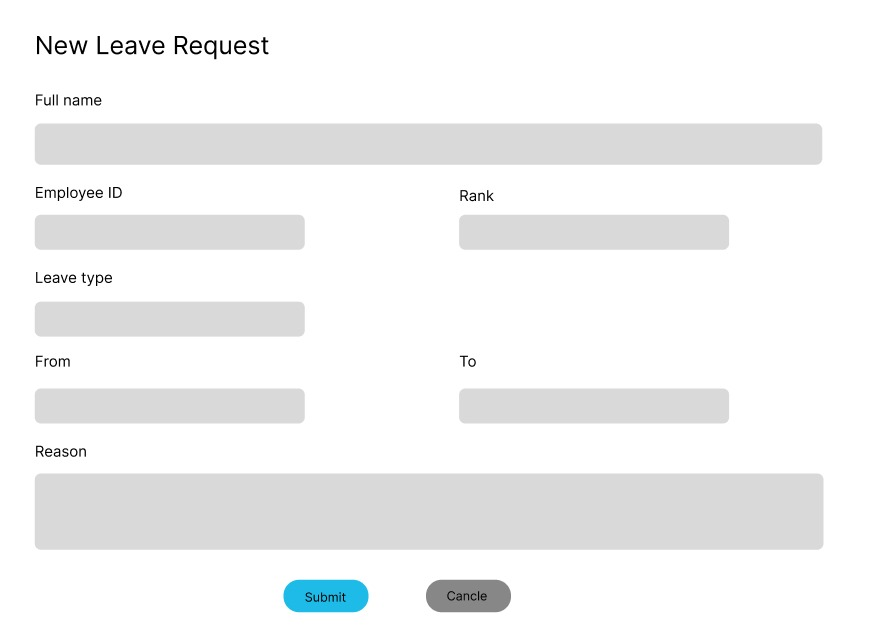 New Leave Request
Full name
Employee ID
Rank
Leave type
From
To
Reason
Submit
Cancle